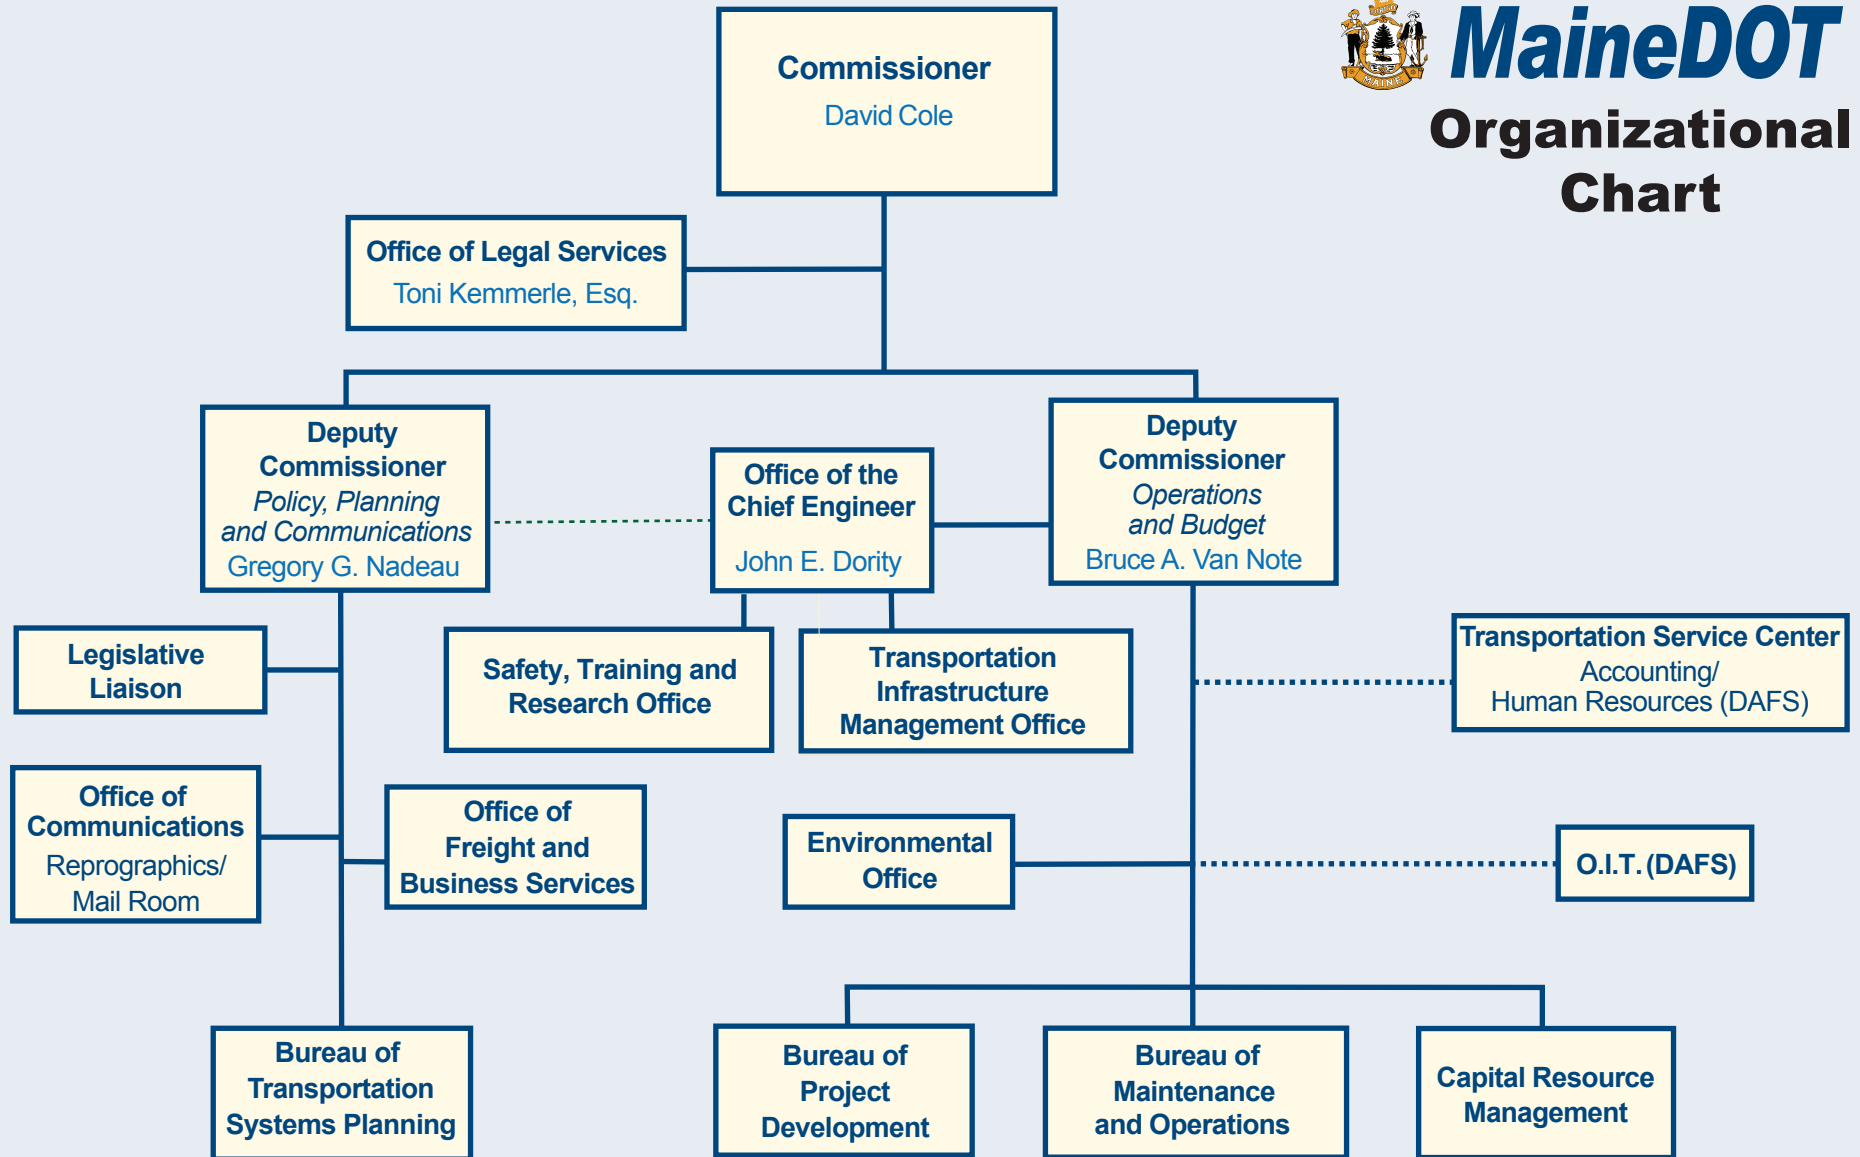 MaineDOT
Organizational
Chart
DIRIGO
MAINE
Commissioner
David Cole
Office of Legal Services
Toni Kemmerle, Esq.
Deputy
Commissioner
Policy, Planning
and Communications
Gregory G. Nadeau
Office of the
Chief Engineer
John E. Dority
Deputy
Commissioner
Operations
and Budget
Bruce A. Van Note
Legislative
Liaison
Safety, Training and
Research Office
Transportation
Infrastructure
Management Office
Transportation Service Center
Accounting/
Human Resources (DAFS)
Office of
Communications
Reprographics/
Mail Room
Office of
Freight and
Business Services
Environmental
Office
O.I.T. (DAFS)
Bureau of
Transportation
Systems Planning
Bureau of
Project
Development
Bureau of
Maintenance
and Operations
Capital Resource
Management